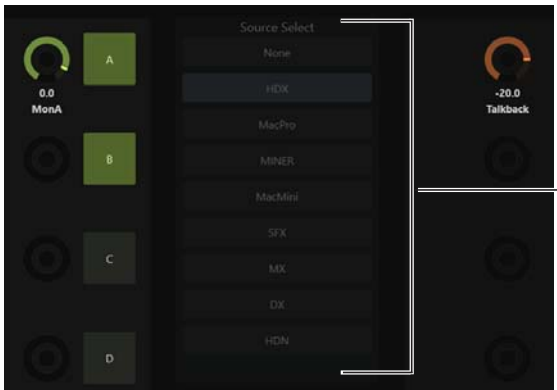 Source Select
None
A
HDX
0.0
MonA
-20.0
Talkback
MacPro
B
MINER
MacMini
SFX
C
MX
DX
HDN
D